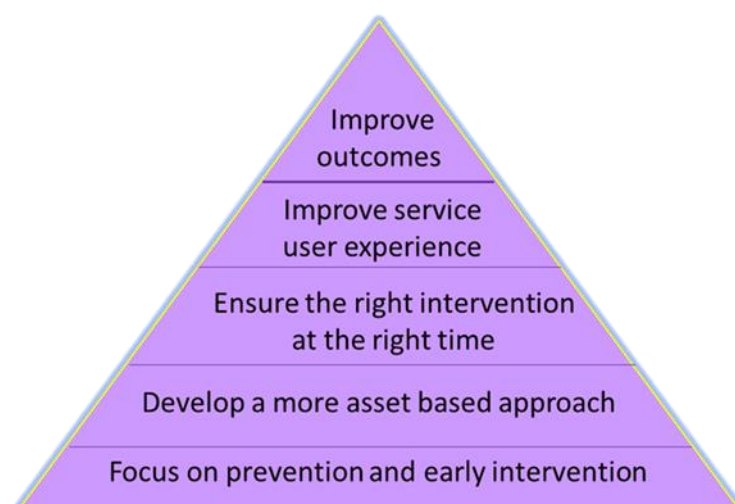 Improve
outcomes
Improve service
user experience
Ensure the right intervention
at the right time
Develop a more asset based approach
Focus on prevention and early intervention